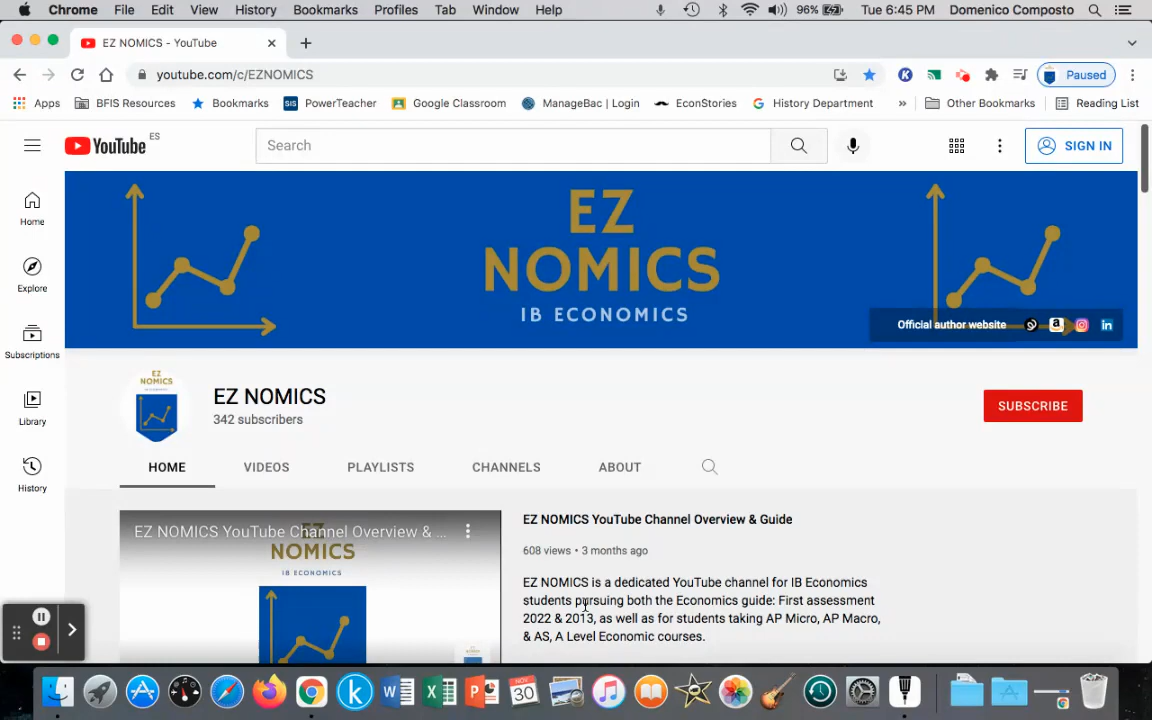 Chrome File Edit View History Bookmarks Profiles Tab Window Help 96% Tue 6:45 PM Domenico Composto
EZ NOMICS - YouTube
youtube.com/c/EZNOMICS Paused
Apps BFIS Resources Bookmarks SIS PowerTeacher Google Classroom ManageBac | Login EconStories History Department » Other Bookmarks Reading List
YouTube ES Search SIGN IN
Home
Explore
Subscriptions
Library
History
EZ
NOMICS
IB ECONOMICS
Official author website
EZ
NOMICS
EZ NOMICS
342 subscribers
SUBSCRIBE
HOME VIDEOS PLAYLISTS CHANNELS ABOUT
EZ NOMICS YouTube Channel Overview & ...
NOMICS
IB ECONOMICS
EZ NOMICS YouTube Channel Overview & Guide
608 views • 3 months ago
EZ NOMICS is a dedicated YouTube channel for IB Economics
students pursuing both the Economics guide: First assessment
2022 & 2013, as well as for students taking AP Micro, AP Macro,
& AS, A Level Economic courses.
NOV
30